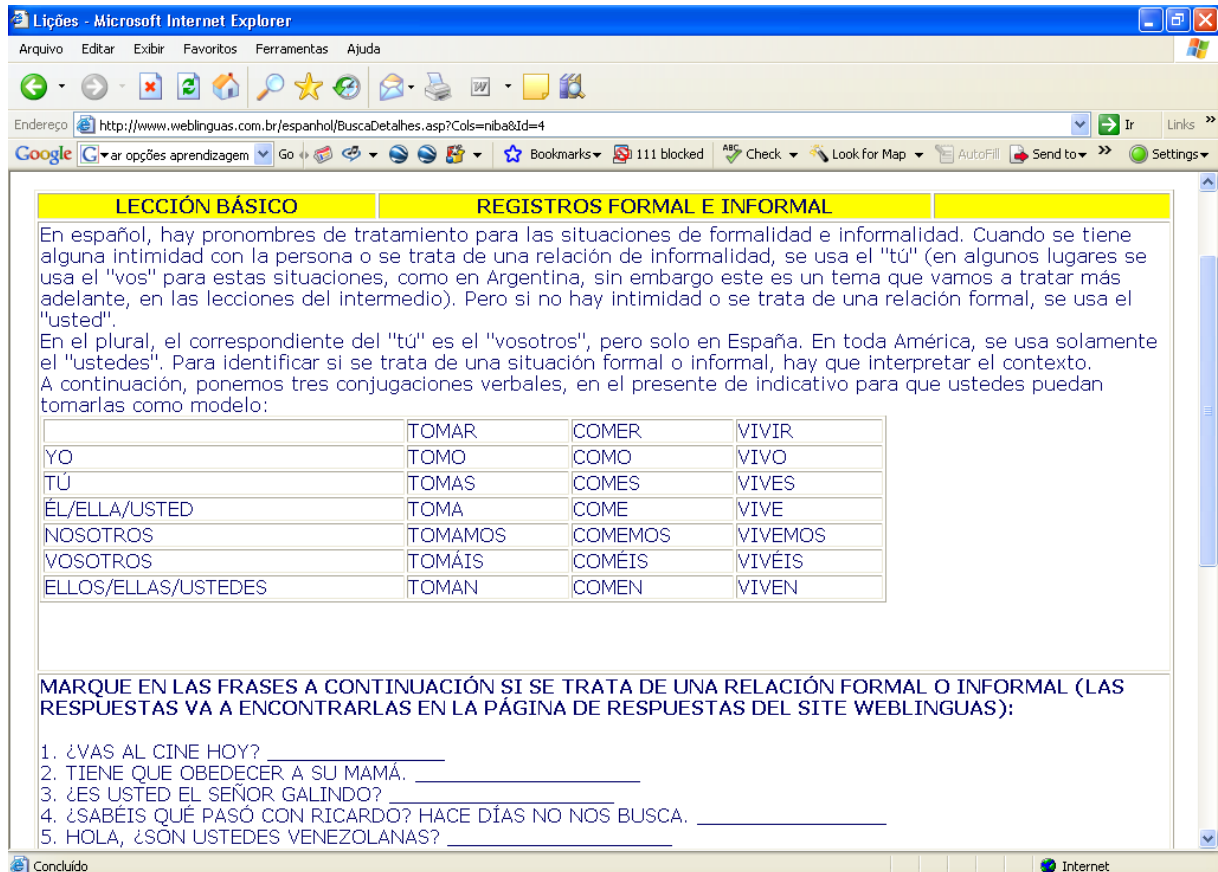 Lições - Microsoft Internet Explorer
Arquivo Editar Exibir Favoritos Ferramentas Ajuda
Endereço http://www.weblinguas.com.br/espanhol/BuscaDetalhes.asp?Cols=niba&Id=4 Ir Links »
Google G ar opções aprendizagem Go Bookmarks 111 blocked ABC Check Look for Map AutoFill Send to » Settings
LECCIÓN BÁSICO REGISTROS FORMAL E INFORMAL
En español, hay pronombres de tratamiento para las situaciones de formalidad e informalidad. Cuando se tiene
alguna intimidad con la persona o se trata de una relación de informalidad, se usa el "tú" (en algunos lugares se
usa el "vos" para estas situaciones, como en Argentina, sin embargo este es un tema que vamos a tratar más
adelante, en las lecciones del intermedio). Pero si no hay intimidad o se trata de una relación formal, se usa el
"usted".
En el plural, el correspondiente del "tú" es el "vosotros", pero solo en España. En toda América, se usa solamente
el "ustedes". Para identificar si se trata de una situación formal o informal, hay que interpretar el contexto.
A continuación, ponemos tres conjugaciones verbales, en el presente de indicativo para que ustedes puedan
tomarlas como modelo:
TOMAR COMER VIVIR
YO TOMO COMO VIVO
TÚ TOMAS COMES VIVES
ÉL/ELLA/USTED TOMA COME VIVE
NOSOTROS TOMAMOS COMEMOS VIVEMOS
VOSOTROS TOMÁIS COMÉIS VIVÉIS
ELLOS/ELLAS/USTEDES TOMAN COMEN VIVEN
MARQUE EN LAS FRASES A CONTINUACIÓN SI SE TRATA DE UNA RELACIÓN FORMAL O INFORMAL (LAS
RESPUESTAS VA A ENCONTRARLAS EN LA PÁGINA DE RESPUESTAS DEL SITE WEBLINGUAS):
1. ¿VAS AL CINE HOY? ________________
2. TIENE QUE OBEDECER A SU MAMÁ. ____________________
3. ¿ES USTED EL SEÑOR GALINDO? ____________________
4. ¿SABÉIS QUÉ PASÓ CON RICARDO? HACE DÍAS NO NOS BUSCA. _________________
5. HOLA, ¿SON USTEDES VENEZOLANAS? ____________________
Concluído Internet